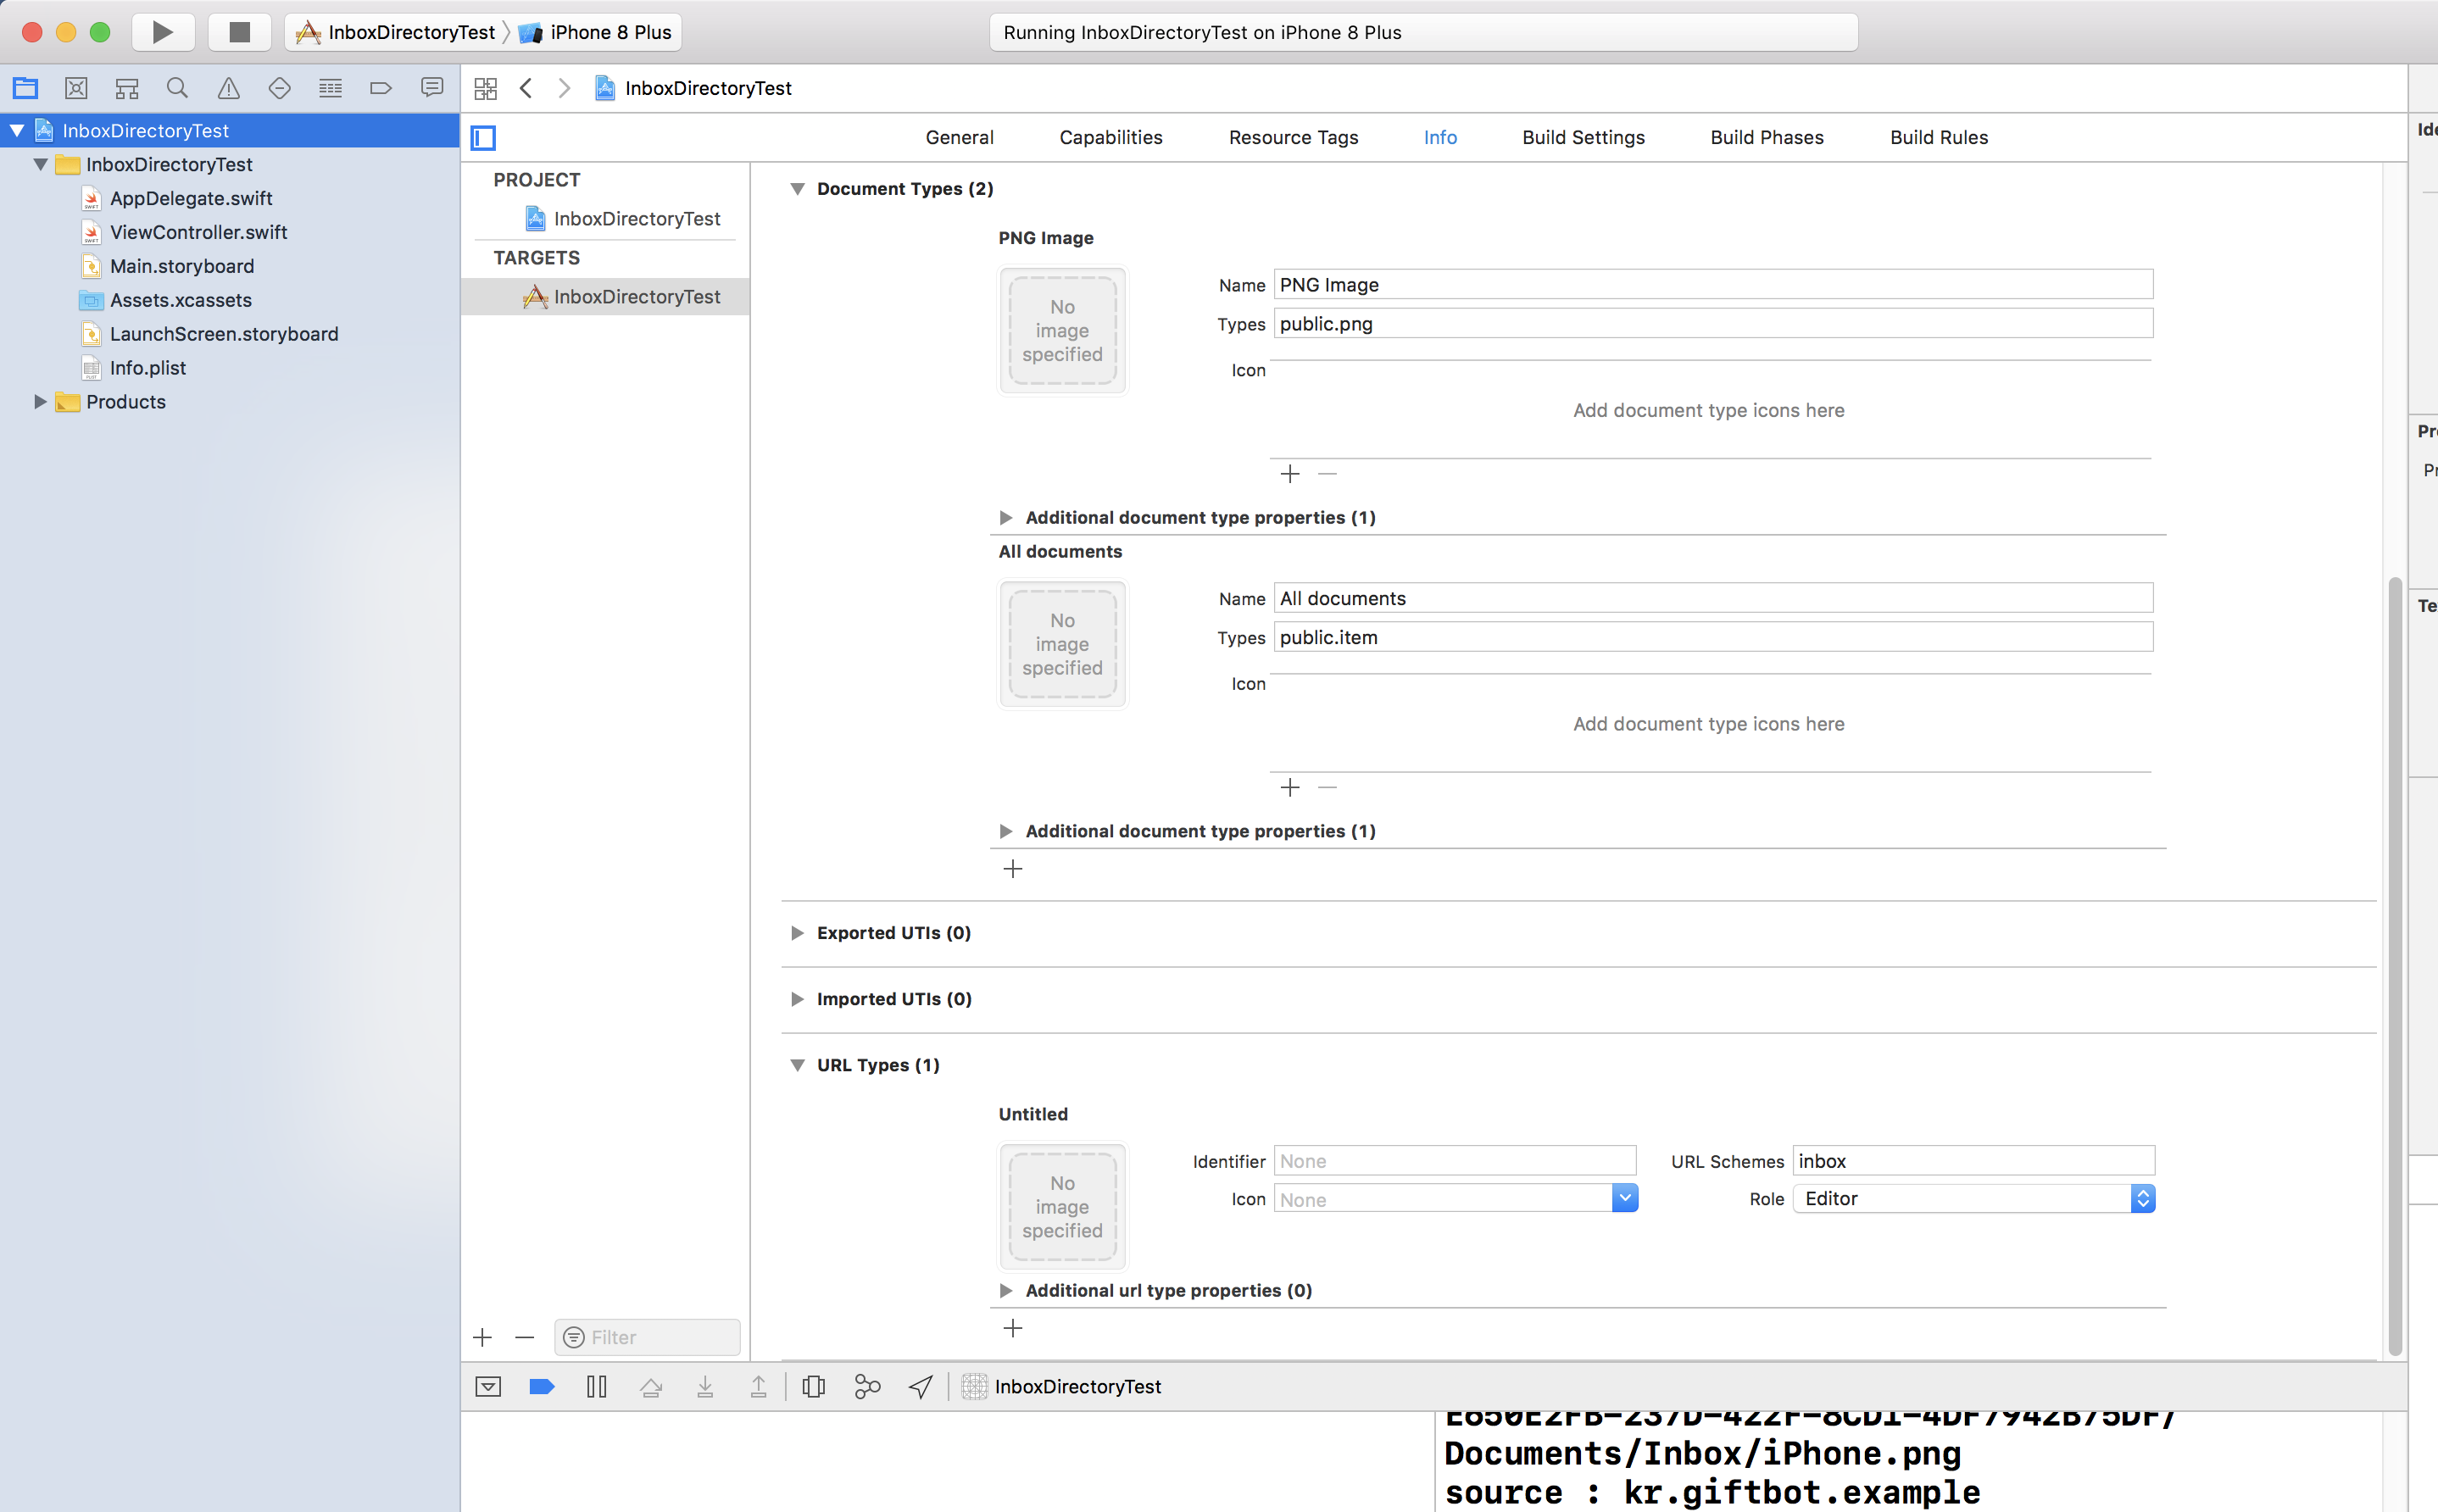 InboxDirectoryTest iPhone 8 Plus
Running InboxDirectoryTest on iPhone 8 Plus
InboxDirectoryTest
InboxDirectoryTest
InboxDirectoryTest
AppDelegate.swift
ViewController.swift
Main.storyboard
Assets.xcassets
LaunchScreen.storyboard
Info.plist
Products
General Capabilities Resource Tags Info Build Settings Build Phases Build Rules
PROJECT
InboxDirectoryTest
TARGETS
InboxDirectoryTest
Filter
Document Types (2)
PNG Image
No
image
specified
Name PNG Image
Types public.png
Icon
Add document type icons here
Additional document type properties (1)
All documents
No
image
specified
Name All documents
Types public.item
Icon
Add document type icons here
Additional document type properties (1)
Exported UTIs (0)
Imported UTIs (0)
URL Types (1)
Untitled
No
image
specified
Identifier None
URL Schemes inbox
Icon None
Role Editor
Additional url type properties (0)
InboxDirectoryTest
E650E2FB-237D-422F-8CD1-4DF7942B75DF/
Documents/Inbox/iPhone.png
source : kr.giftbot.example